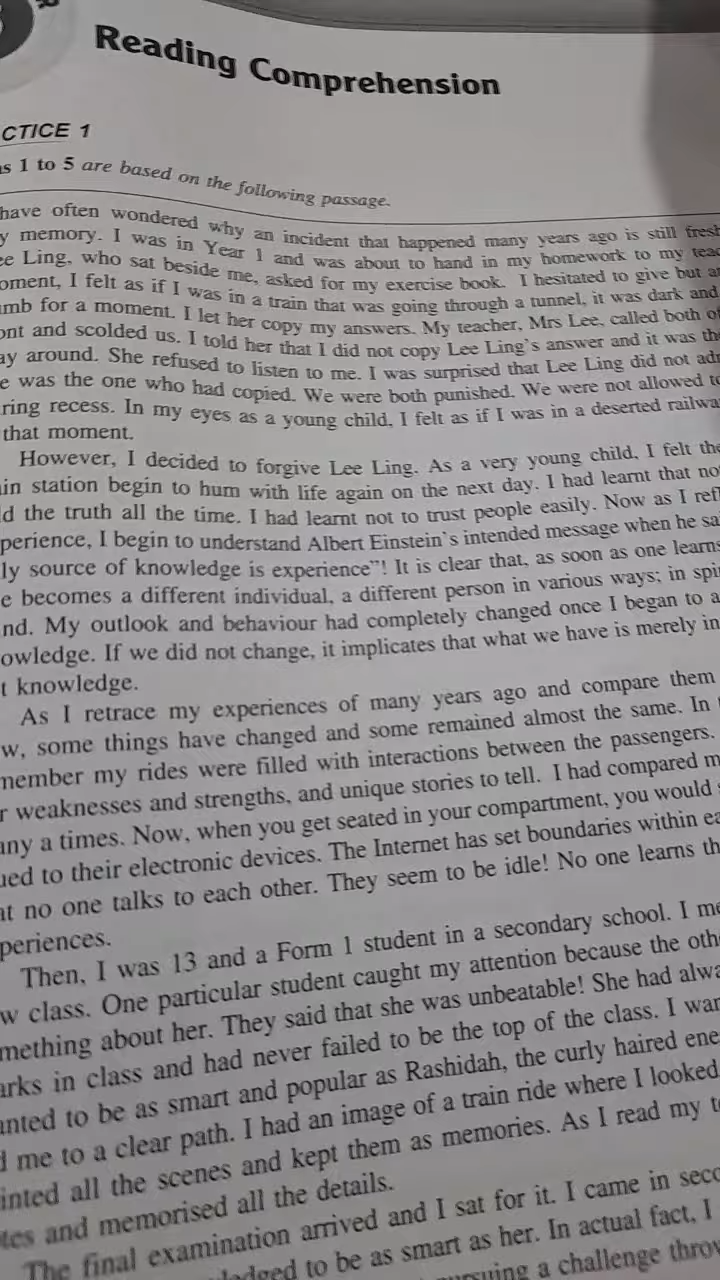 Reading Comprehension
CTICE 1
s 1 to 5 are based on the following passage.
have often wondered why an incident that happened many years ago is still fresh
y memory. I was in Year 1 and was about to hand in my homework to my teac
ee Ling, who sat beside me, asked for my exercise book. I hesitated to give but at
oment, I felt as if I was in a train that was going through a tunnel, it was dark and
umb for a moment. I let her copy my answers. My teacher, Mrs Lee, called both of
ont and scolded us. I told her that I did not copy Lee Ling's answer and it was the
ay around. She refused to listen to me. I was surprised that Lee Ling did not adm
e was the one who had copied. We were both punished. We were not allowed to
ring recess. In my eyes as a young child, I felt as if I was in a deserted railwa
that moment.
However, I decided to forgive Lee Ling. As a very young child, I felt the
in station begin to hum with life again on the next day. I had learnt that no
d the truth all the time. I had learnt not to trust people easily. Now as I refl
perience, I begin to understand Albert Einstein's intended message when he sa
ly source of knowledge is experience"! It is clear that, as soon as one learns
e becomes a different individual, a different person in various ways; in spi
nd. My outlook and behaviour had completely changed once I began to a
owledge. If we did not change, it implicates that what we have is merely in
t knowledge.
As I retrace my experiences of many years ago and compare them
w, some things have changed and some remained almost the same. In
member my rides were filled with interactions between the passengers.
r weaknesses and strengths, and unique stories to tell. I had compared m
any a times. Now, when you get seated in your compartment, you would
ued to their electronic devices. The Internet has set boundaries within ea
at no one talks to each other. They seem to be idle! No one learns th
periences.
Then, I was 13 and a Form 1 student in a secondary school. I me
w class. One particular student caught my attention because the oth
mething about her. They said that she was unbeatable! She had alwa
arks in class and had never failed to be the top of the class. I wan
anted to be as smart and popular as Rashidah, the curly haired ene
d me to a clear path. I had an image of a train ride where I looked
inted all the scenes and kept them as memories. As I read my t
tes and memorised all the details.
The final examination arrived and I sat for it. I came in seco
ledged to be as smart as her. In actual fact, I
ursuing a challenge throu